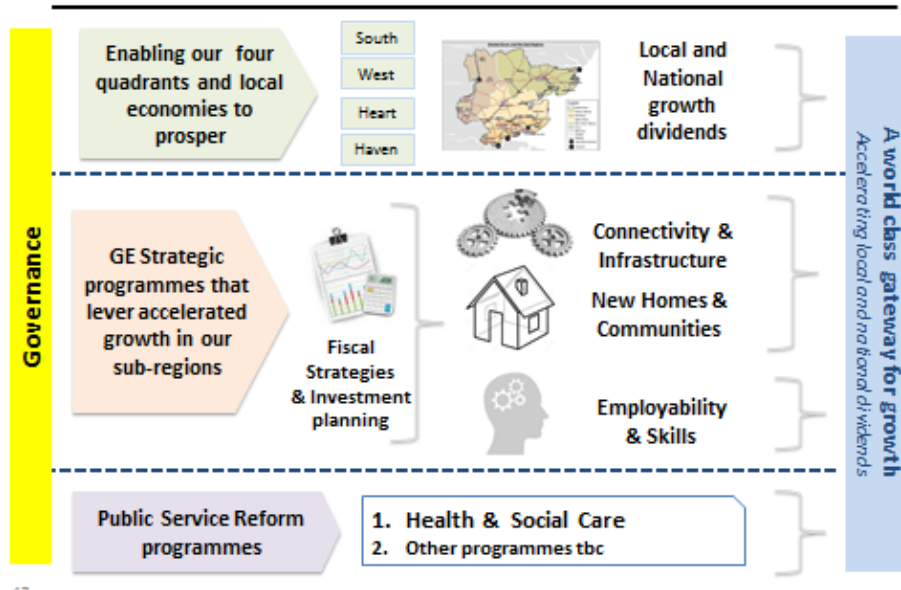 Governance
Enabling our four
quadrants and local
economies to
prosper
South
West
Heart
Haven
Local and
National
growth
dividends
GE Strategic
programmes that
lever accelerated
growth in our
sub-regions
Fiscal
Strategies
& Investment
planning
Connectivity &
Infrastructure
New Homes &
Communities
Employability
& Skills
Public Service Reform
programmes
1. Health & Social Care
2. Other programmes tbc
A world class gateway for growth
Accelerating local and national dividends